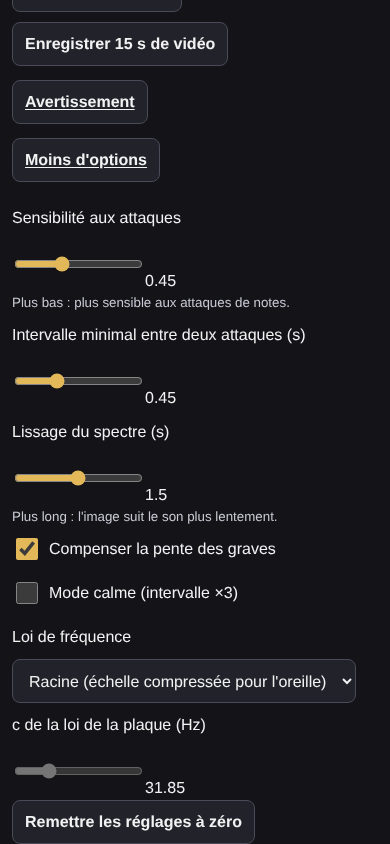 Enregistrer 15 s de vidéo
Avertissement
Moins d'options
Sensibilité aux attaques
0.45
Plus bas : plus sensible aux attaques de notes.
Intervalle minimal entre deux attaques (s)
0.45
Lissage du spectre (s)
1.5
Plus long : l'image suit le son plus lentement.
Compenser la pente des graves
Mode calme (intervalle ×3)
Loi de fréquence
Racine (échelle compressée pour l'oreille)
c de la loi de la plaque (Hz)
31.85
Remettre les réglages à zéro